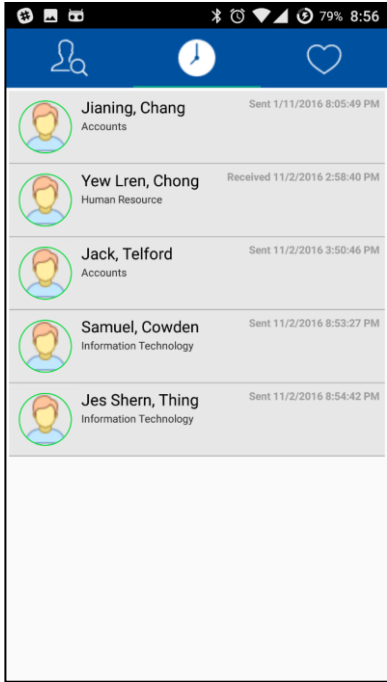 79% 8:56
Jianing, Chang
Sent 1/11/2016 8:05:49 PM
Accounts
Yew Lren, Chong
Received 11/2/2016 2:58:40 PM
Human Resource
Jack, Telford
Sent 11/2/2016 3:50:46 PM
Accounts
Samuel, Cowden
Sent 11/2/2016 8:53:27 PM
Information Technology
Jes Shern, Thing
Sent 11/2/2016 8:54:42 PM
Information Technology